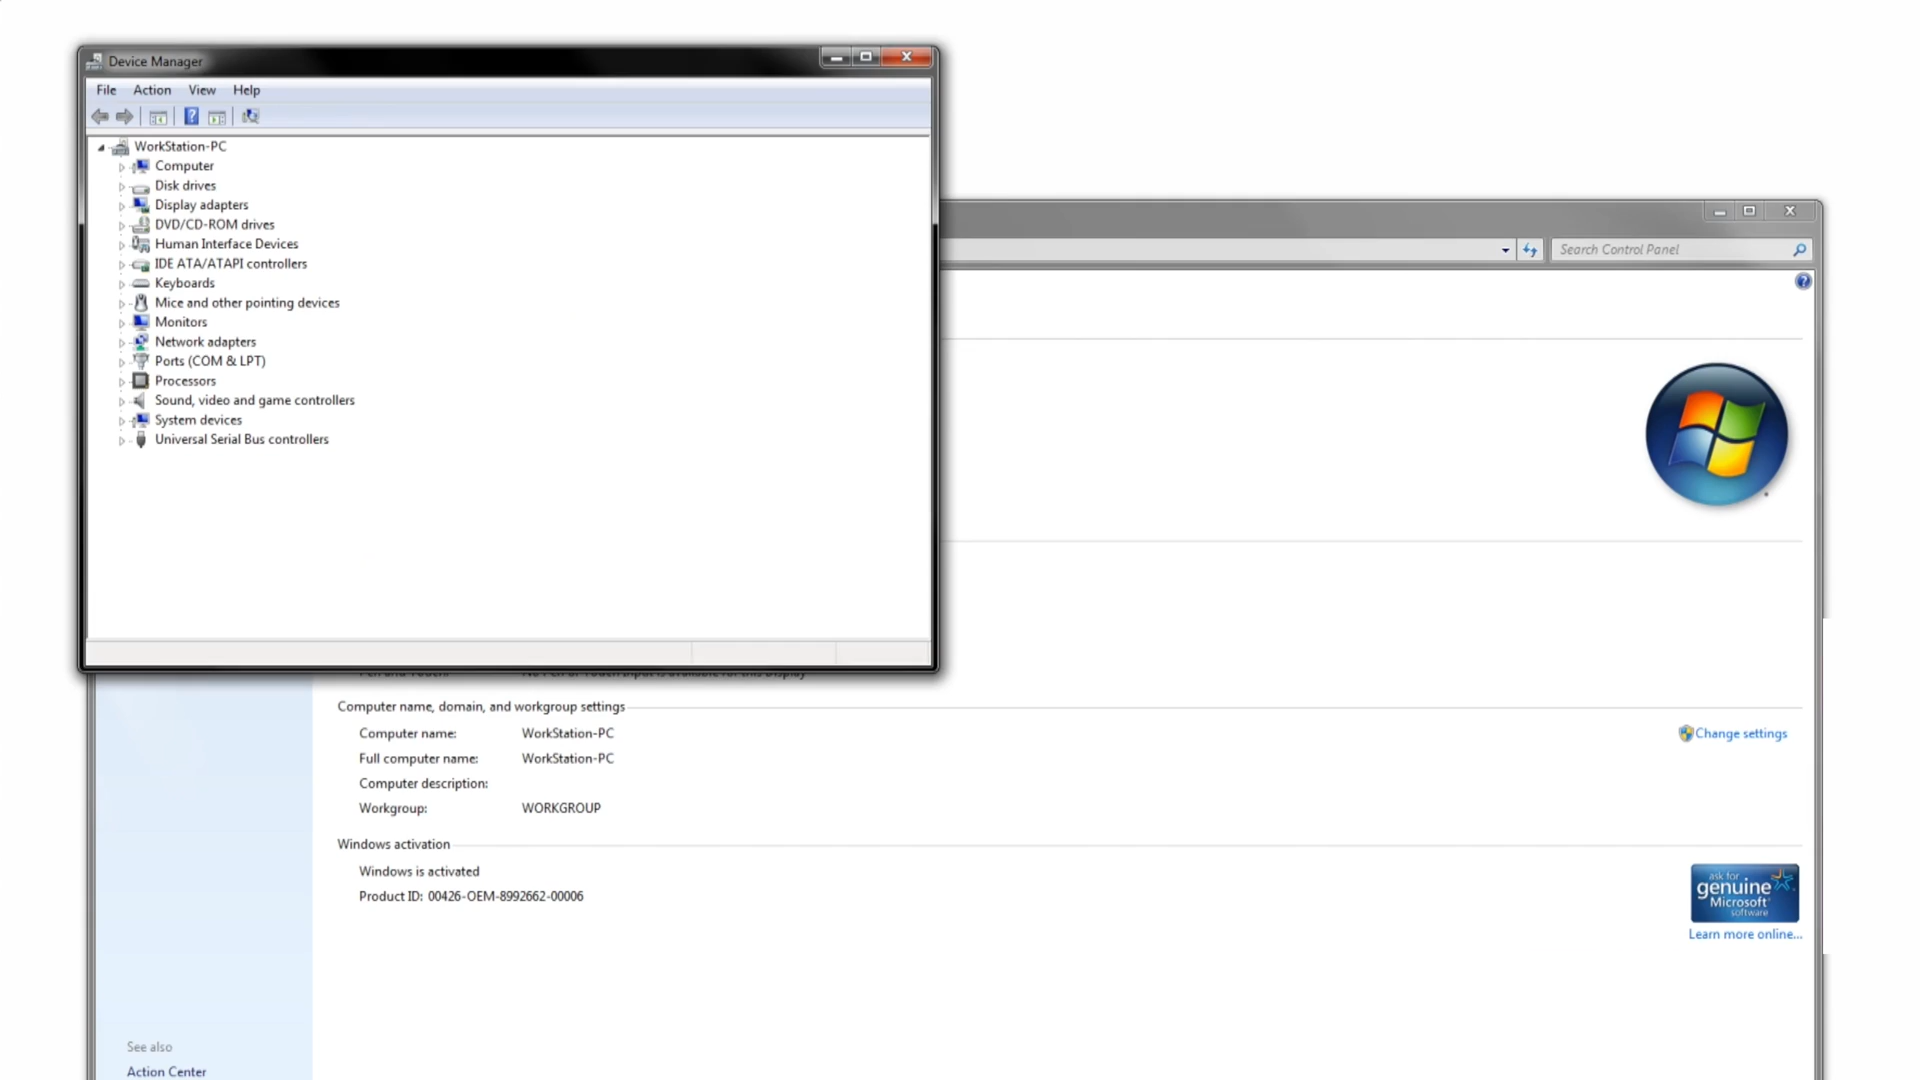 Device Manager
File Action View Help
WorkStation-PC
Computer
Disk drives
Display adapters
DVD/CD-ROM drives
Human Interface Devices
IDE ATA/ATAPI controllers
Keyboards
Mice and other pointing devices
Monitors
Network adapters
Ports (COM & LPT)
Processors
Sound, video and game controllers
System devices
Universal Serial Bus controllers
Search Control Panel
Computer name, domain, and workgroup settings
Computer name: WorkStation-PC
Change settings
Full computer name: WorkStation-PC
Computer description:
Workgroup: WORKGROUP
Windows activation
Windows is activated
Product ID: 00426-OEM-8992662-00006
ask for
genuine
Microsoft
software
Learn more online...
See also
Action Center